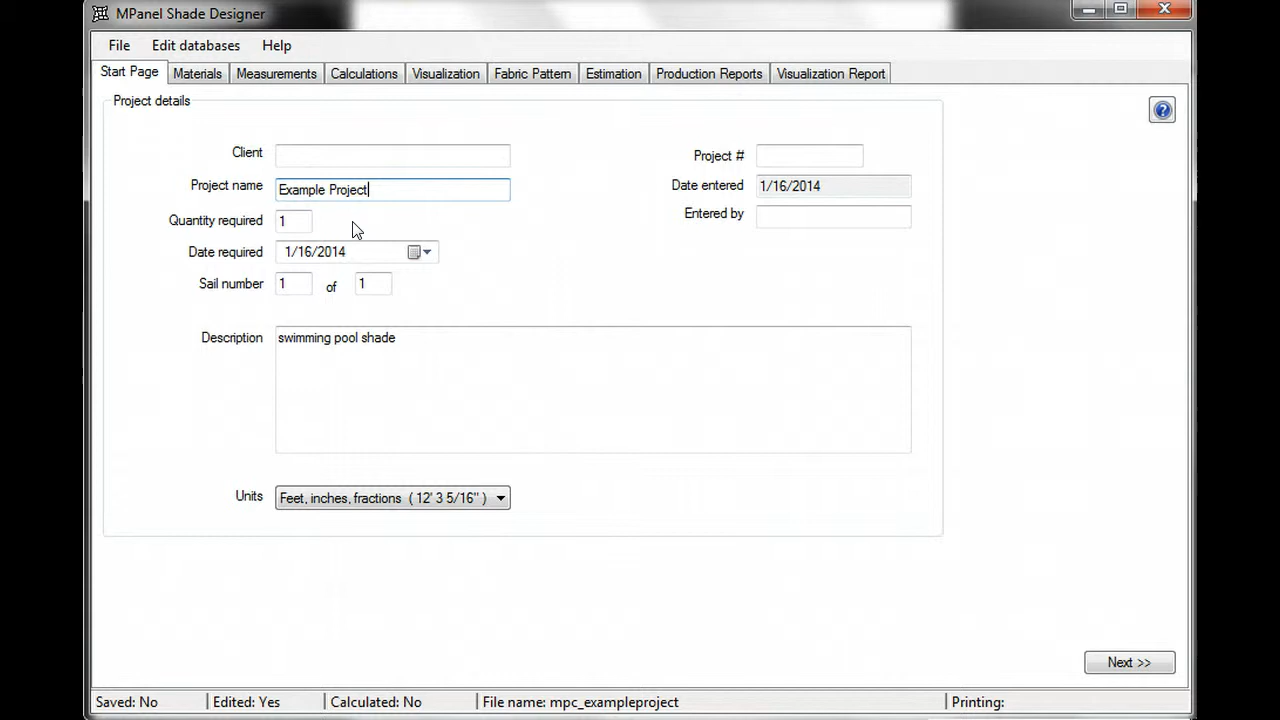 MPanel Shade Designer
File Edit databases Help
Start Page Materials Measurements Calculations Visualization Fabric Pattern Estimation Production Reports Visualization Report
Project details
Client Project #
Project name Example Project Date entered 1/16/2014
Quantity required 1 Entered by
Date required 1/16/2014
Sail number 1 of 1
Description swimming pool shade
Units Feet, inches, fractions ( 12' 3 5/16" )
Next >>
Saved: No Edited: Yes Calculated: No File name: mpc_exampleproject Printing: